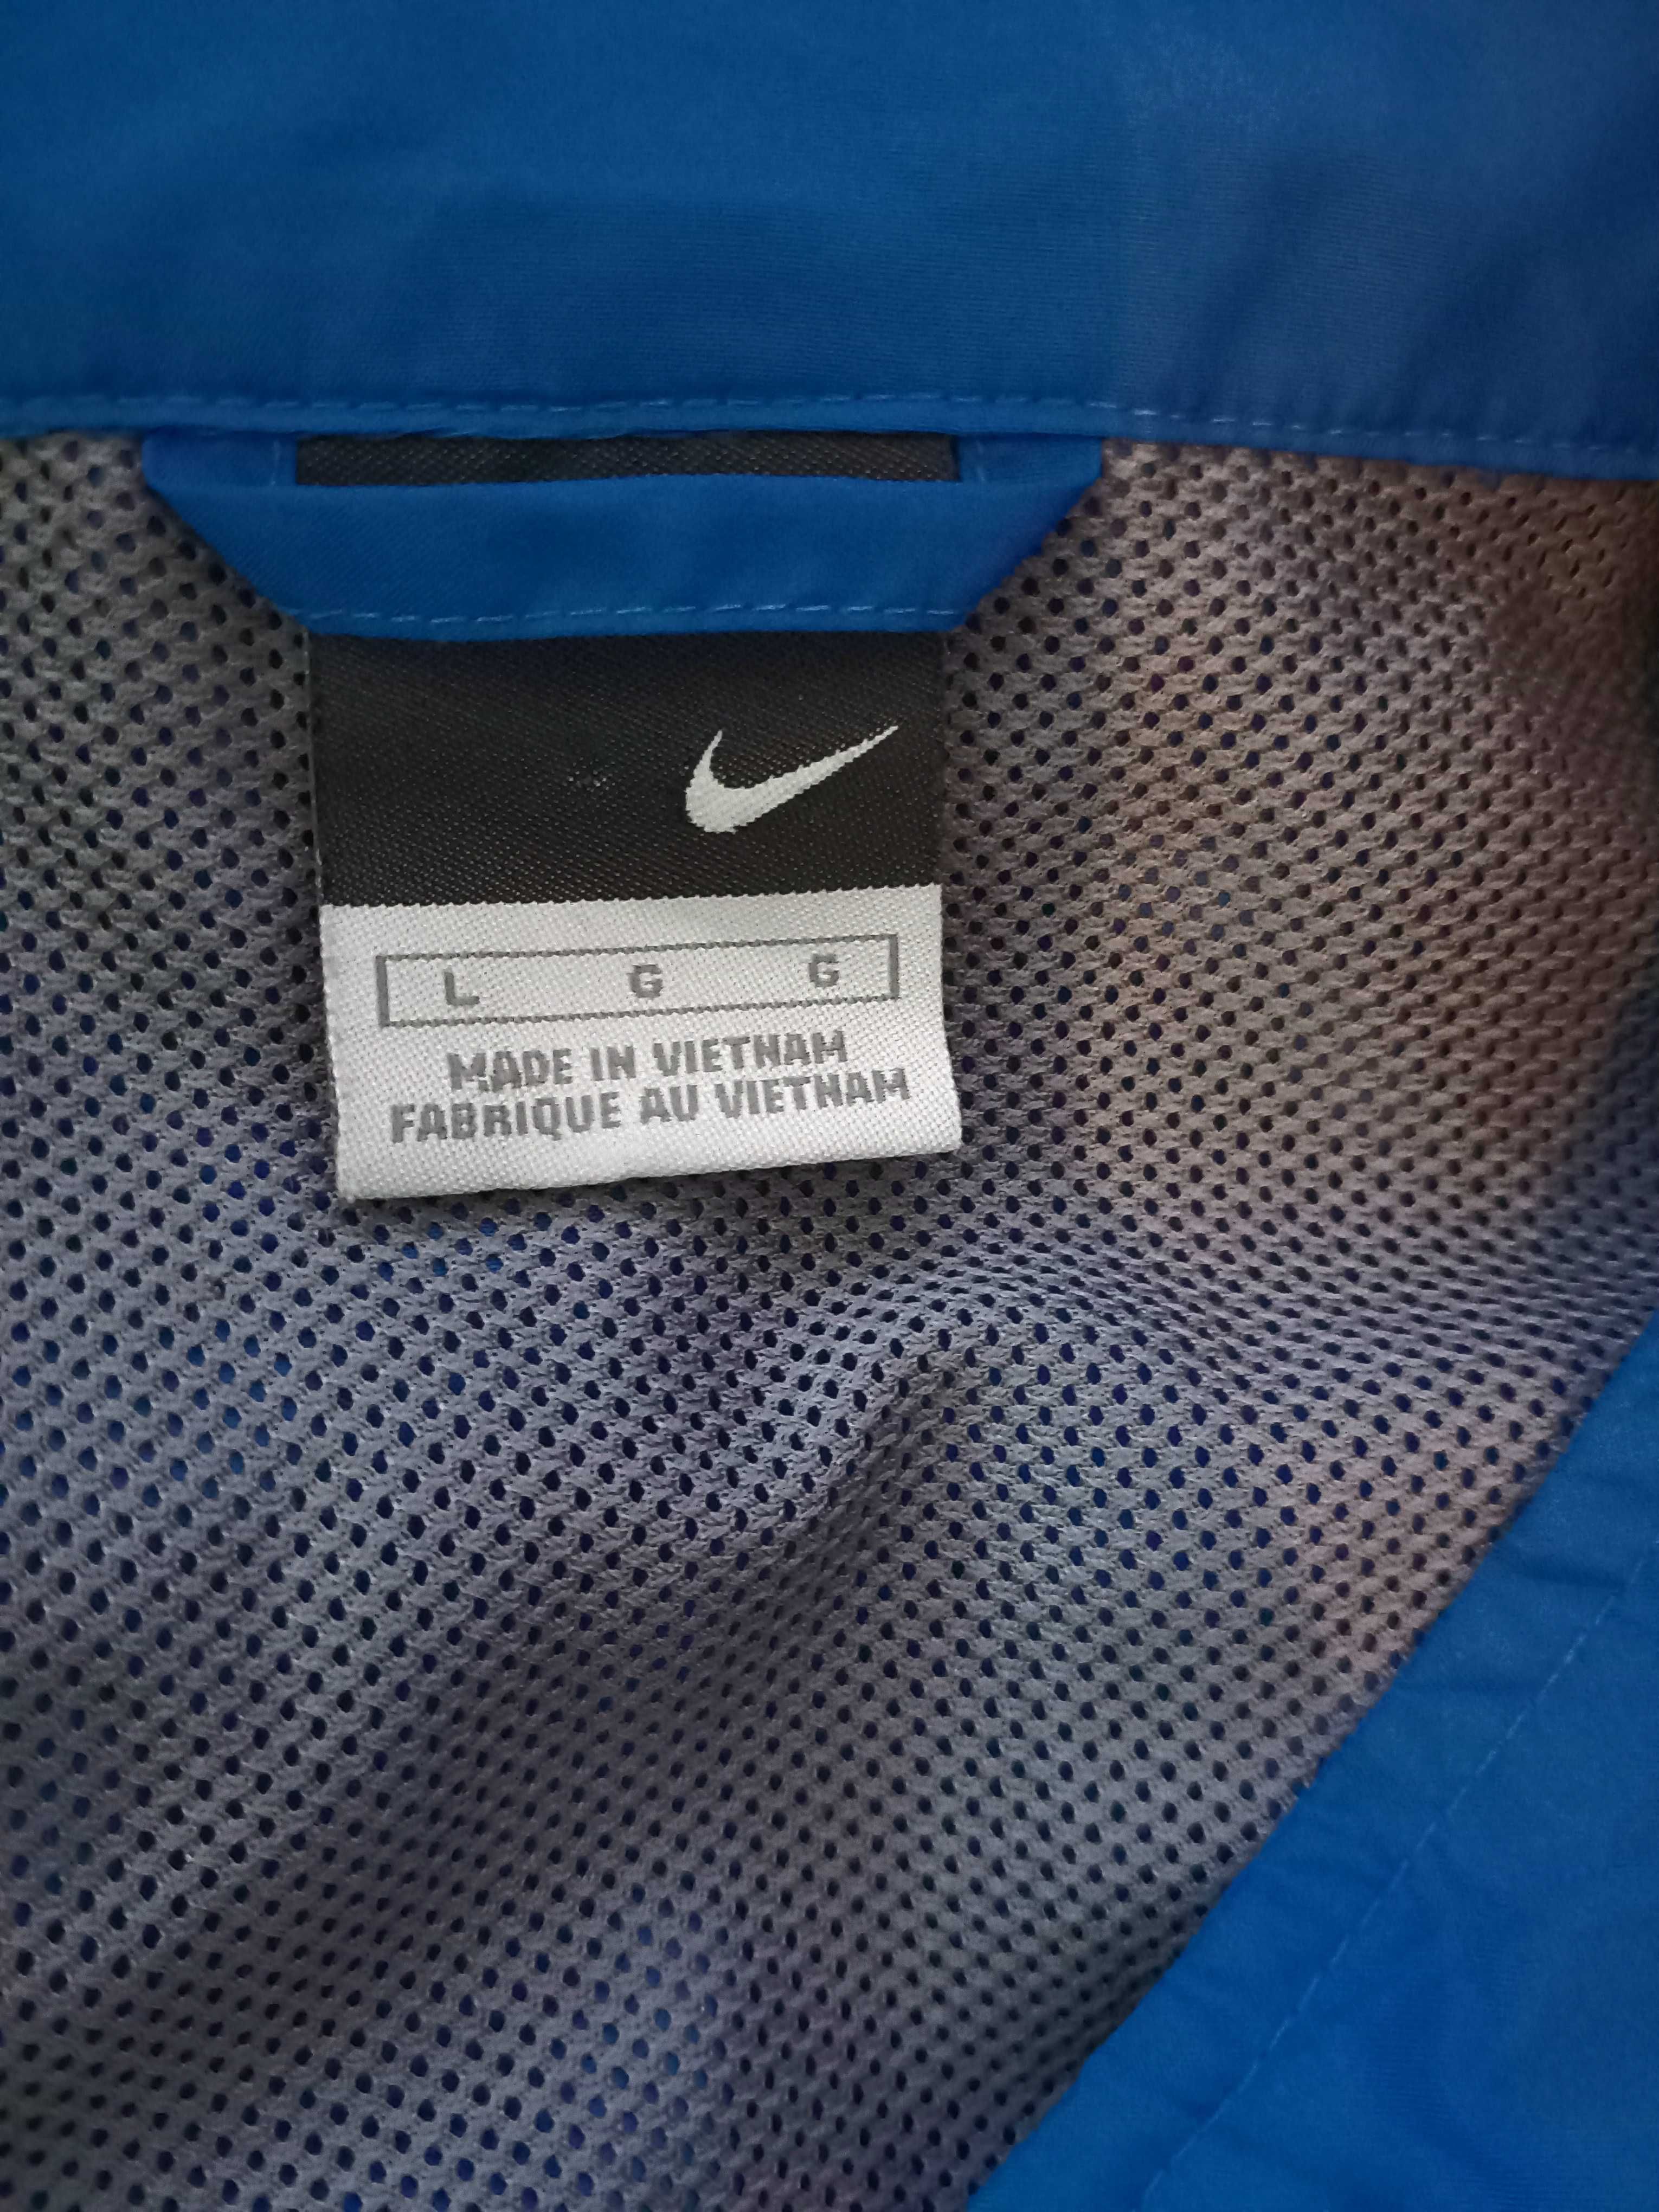 L G G
MADE IN VIETNAM
FABRIQUE AU VIETNAM